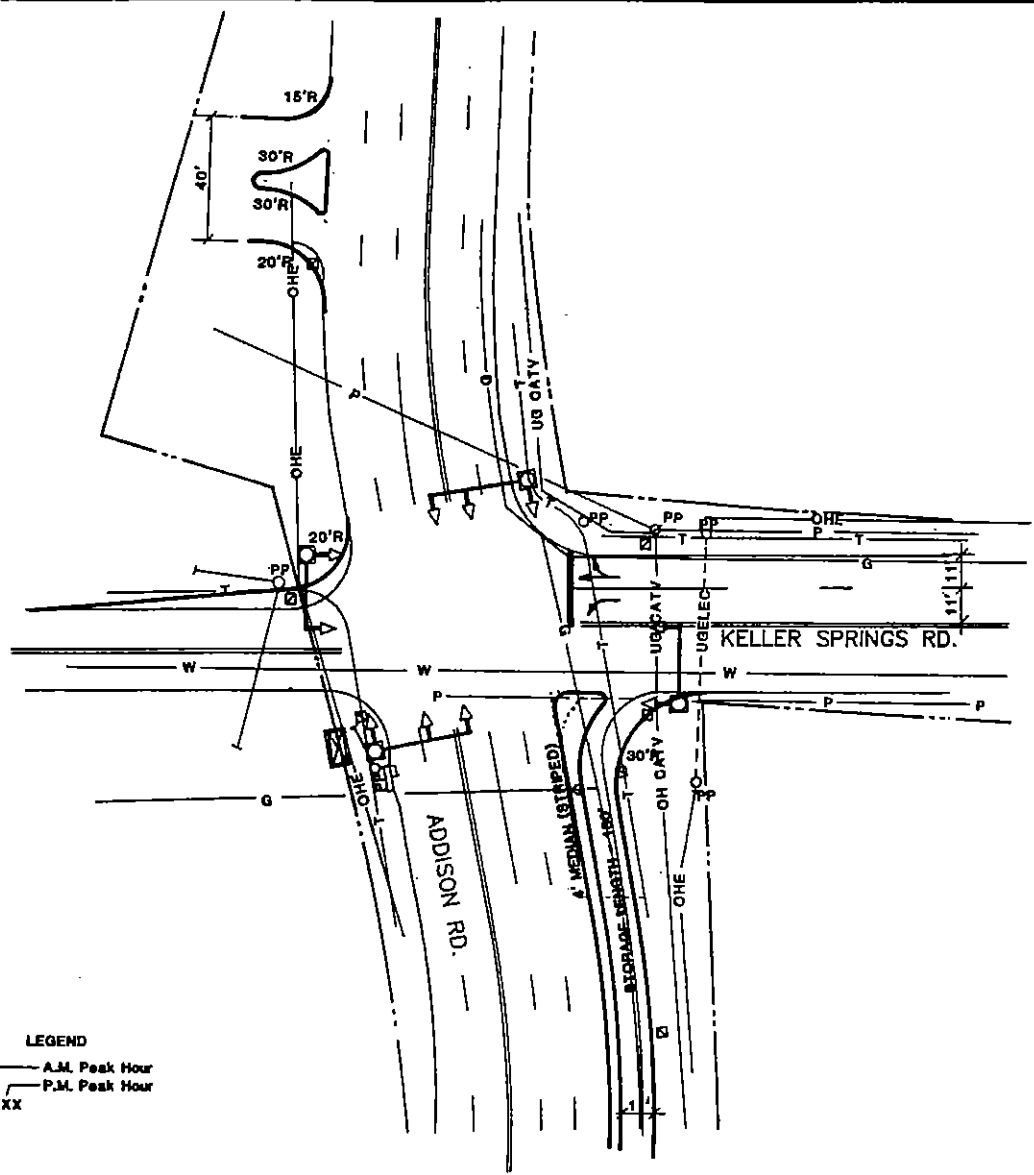 15'R
30'R
40'
30'R
20'R
OHE
P
G
T
UG CATV
OHE
T
PP
PP
PP
OHE
P
T
T
G
20'R
PP
T
11'
11'
UG CATV
UGELEC
G
T
KELLER SPRINGS RD.
W
W
W
P
P
P
30'R
OHE
PP
T
G
G
4' MEDIAN (STRIPED)
T
OH CATV
PP
ADDISON RD.
OHE
STORAGE LENGTH
LEGEND
A.M. Peak Hour
P.M. Peak Hour
XX